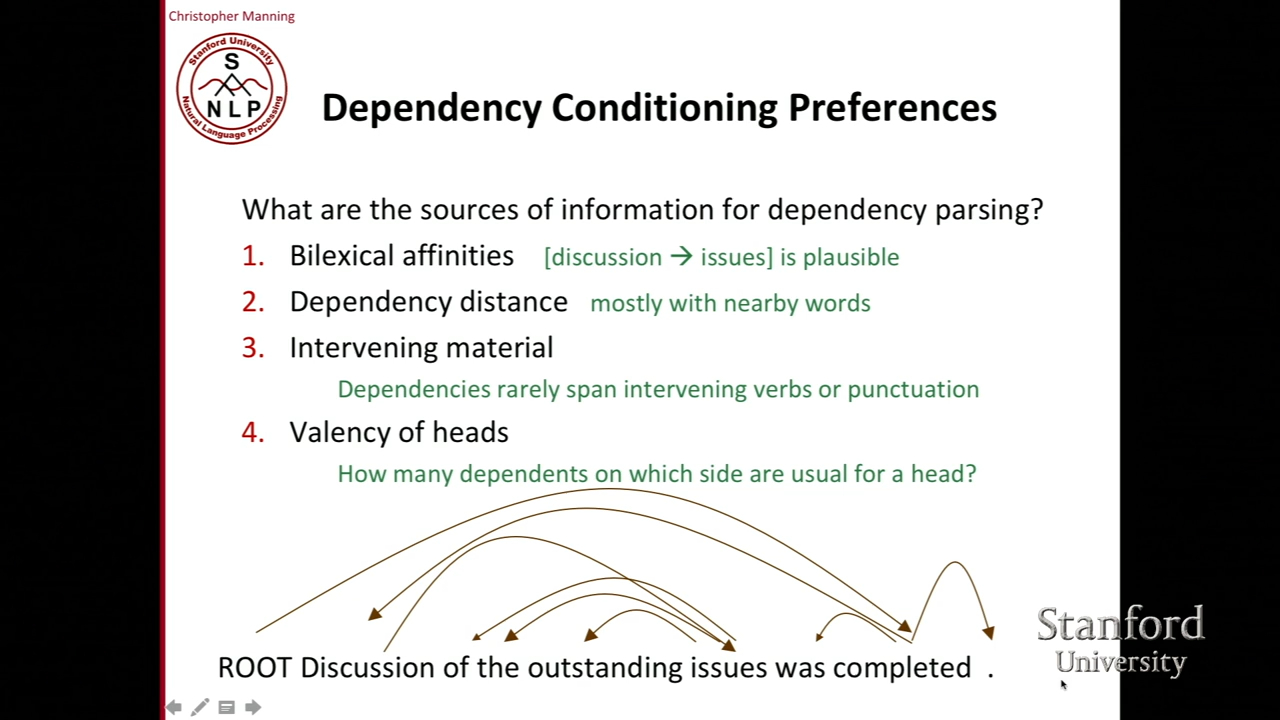 Christopher Manning
Stanford University
S
NLP
Natural Language Processing
Dependency Conditioning Preferences
What are the sources of information for dependency parsing?
1. Bilexical affinities [discussion → issues] is plausible
2. Dependency distance mostly with nearby words
3. Intervening material
Dependencies rarely span intervening verbs or punctuation
4. Valency of heads
How many dependents on which side are usual for a head?
ROOT Discussion of the outstanding issues was completed .
Stanford
University